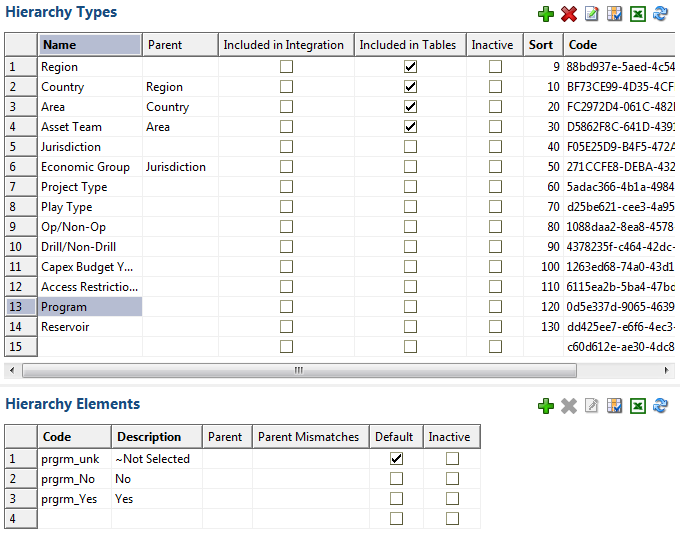 Hierarchy Types
Name Parent Included in Integration Included in Tables Inactive Sort Code
1 Region 9 88bd937e-5aed-4c54
2 Country Region 10 BF73CE99-4D35-4CF
3 Area Country 20 FC2972D4-061C-482
4 Asset Team Area 30 D5862F8C-641D-4391
5 Jurisdiction 40 F05E25D9-B4F5-472A
6 Economic Group Jurisdiction 50 271CCFE8-DEBA-432
7 Project Type 60 5adac366-4b1a-4984
8 Play Type 70 d25be621-cee3-4a95
9 Op/Non-Op 80 1088daa2-8ea8-4578
10 Drill/Non-Drill 90 4378235f-c464-42dc-
11 Capex Budget Y... 100 1263ed68-74a0-43d1
12 Access Restrictio... 110 6115ea2b-5ba4-47bd
13 Program 120 0d5e337d-9065-4639
14 Reservoir 130 dd425ee7-e6f6-4ec3-
15 c60d612e-ae30-4dc8
Hierarchy Elements
Code Description Parent Parent Mismatches Default Inactive
1 prgrm_unk ~Not Selected
2 prgrm_No No
3 prgrm_Yes Yes
4